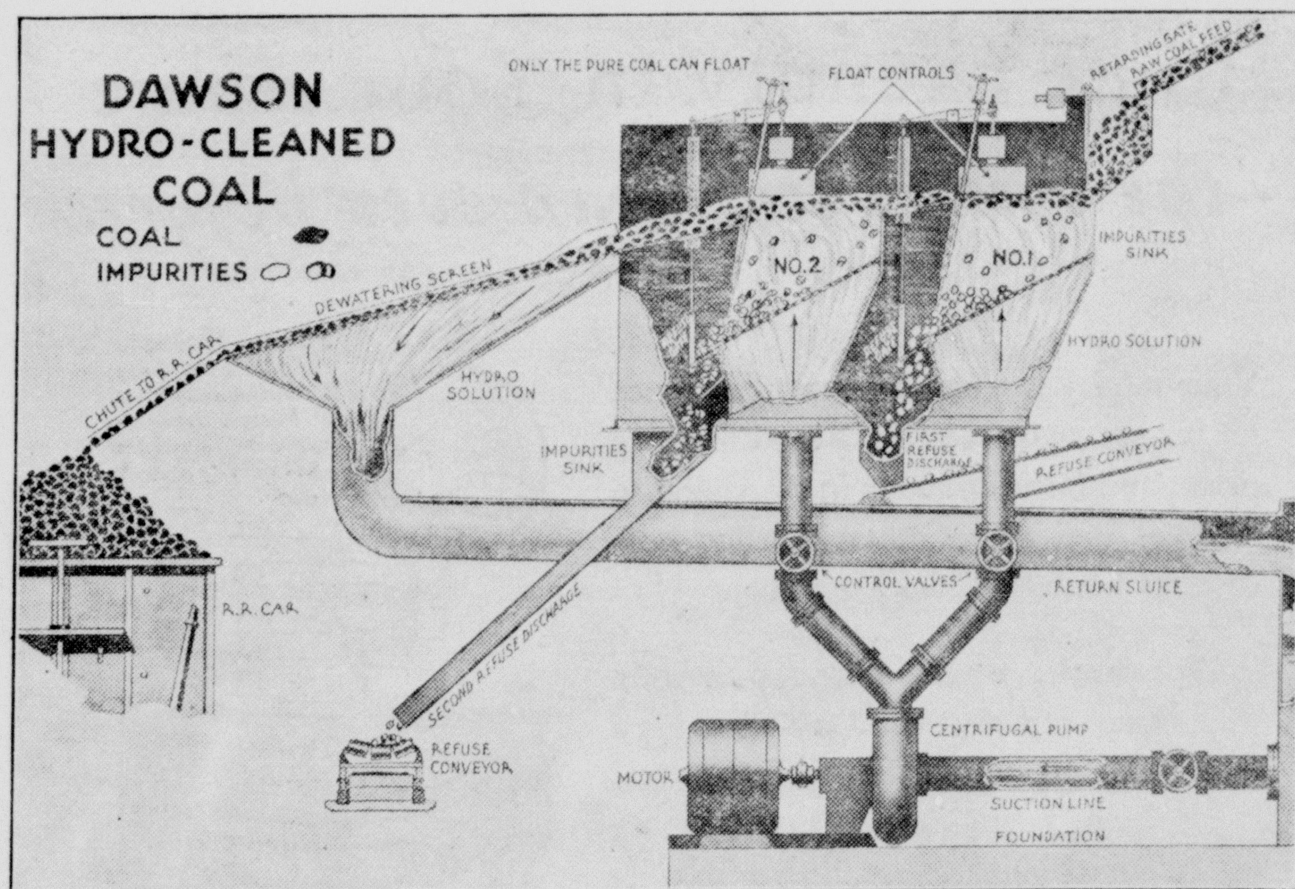 DAWSON
HYDRO-CLEANED
COAL
COAL
IMPURITIES
ONLY THE PURE COAL CAN FLOAT
FLOAT CONTROLS
RETARDING GATE
RAW COAL FEED
NO.2
NO.1
IMPURITIES
SINK
HYDRO SOLUTION
DEWATERING SCREEN
CHUTE TO R.R. CAR
HYDRO
SOLUTION
IMPURITIES
SINK
FIRST
REFUSE
DISCHARGE
REFUSE CONVEYOR
CONTROL VALVES
RETURN SLUICE
R.R. CAR
SECOND REFUSE DISCHARGE
REFUSE
CONVEYOR
MOTOR
CENTRIFUGAL PUMP
SUCTION LINE
FOUNDATION